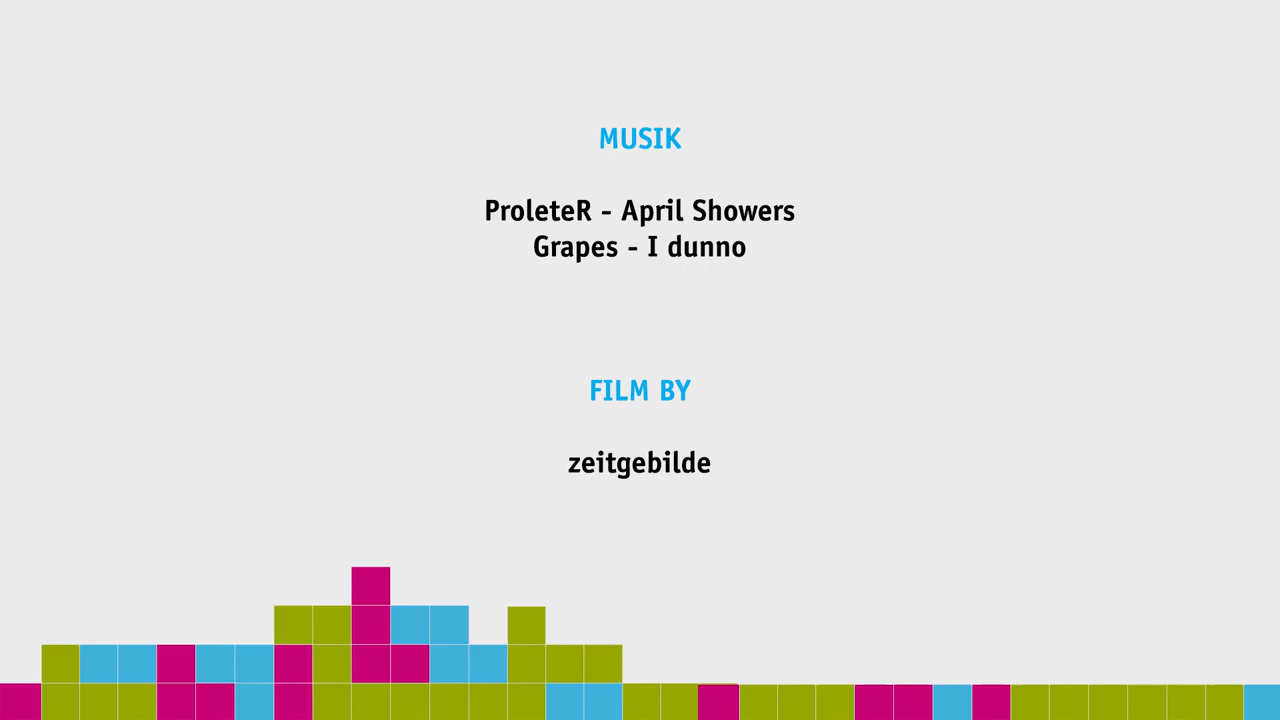 MUSIK
ProleteR - April Showers
Grapes - I dunno
FILM BY
zeitgebilde